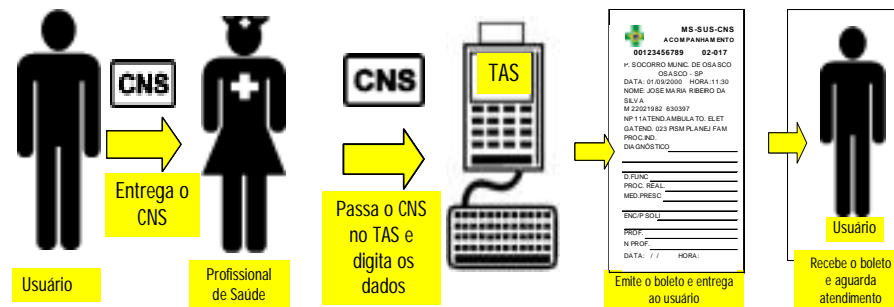 CNS
Entrega o
CNS
Usuário
Profissional
de Saúde
CNS
Passa o CNS
no TAS e
digita os
dados
TAS
MS-SUS-CNS
ACOMPANHAMENTO
00123456789 02-017
P. SOCORRO MUNIC. DE OSASCO
OSASCO - SP
DATA: 01/09/2000 HORA:11:30
NOME: JOSE MARIA RIBEIRO DA
SILVA
M 22021982 630397
NP 11ATEND.AMBULATO. ELET
GATEND. 023 PISM PLANEJ FAM
PROC.IND.
DIAGNÓSTICO
D.FUNC
PROC. REAL.
MED.PRESC
ENC/P SOLI
PROF.
N PROF.
DATA: / / HORA:
Emite o boleto e entrega
ao usuário
Usuário
Recebe o boleto
e aguarda
atendimento